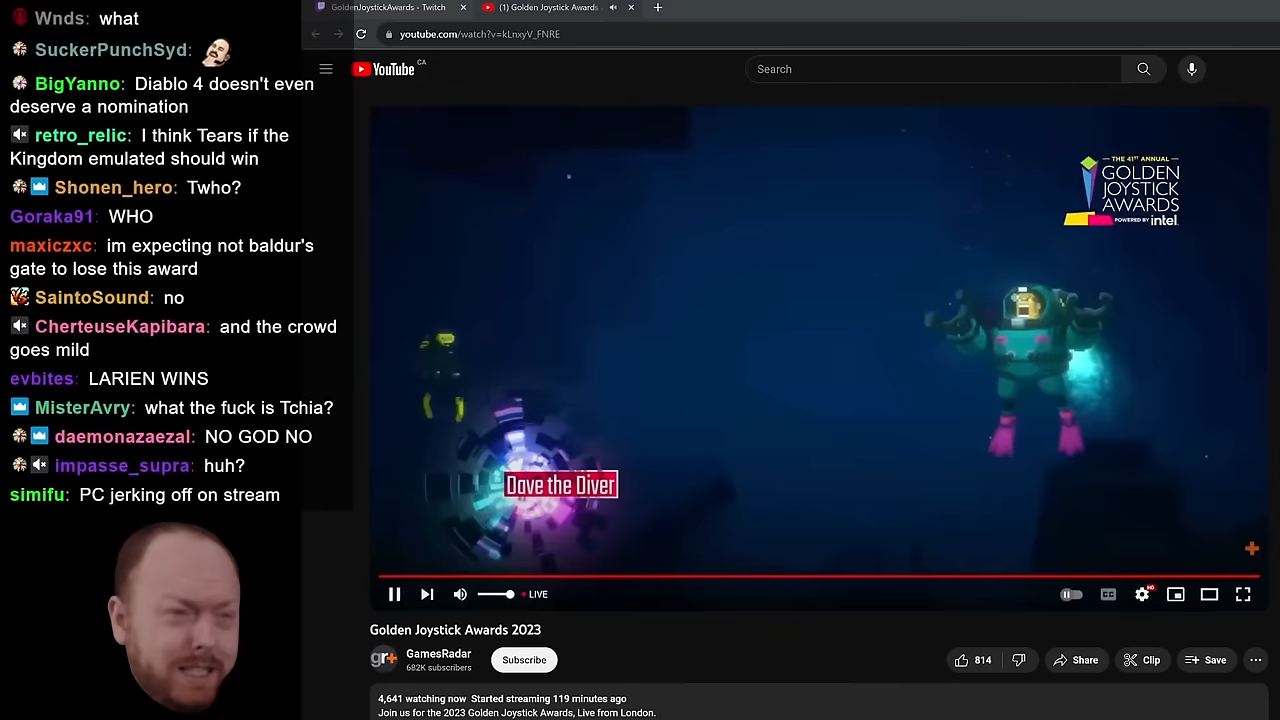 Wnds: what
SuckerPunchSyd:
BigYanno: Diablo 4 doesn't even
deserve a nomination
retro_relic: I think Tears if the
Kingdom emulated should win
Shonen_hero: Twho?
Goraka91: WHO
maxiczxc: im expecting not baldur's
gate to lose this award
SaintoSound: no
CherteuseKapibara: and the crowd
goes mild
evbites: LARIEN WINS
MisterAvry: what the fuck is Tchia?
daemonazaezal: NO GOD NO
impasse_supra: huh?
simifu: PC jerking off on stream
GoldenJoystickAwards - Twitch
(1) Golden Joystick Awards
youtube.com/watch?v=kLnxyV_FNRE
YouTube CA
Search
THE 41ST ANNUAL
GOLDEN
JOYSTICK
AWARDS
POWERED BY intel.
Dave the Diver
LIVE
CC
HD
Golden Joystick Awards 2023
gr+
GamesRadar
682K subscribers
Subscribe
814
Share
Clip
Save
4,641 watching now Started streaming 119 minutes ago
Join us for the 2023 Golden Joystick Awards, Live from London.